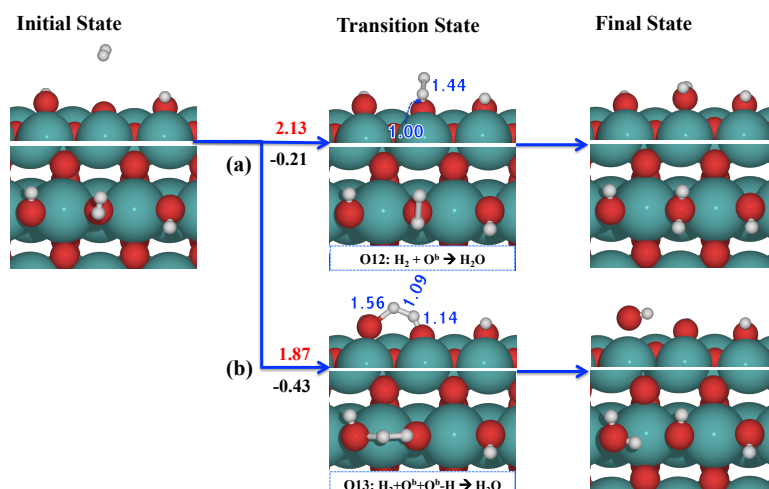 Initial State
Transition State
Final State
1.44
2.13
1.00
(a)
-0.21
O12: H₂ + Oᵇ → H₂O
1.09
1.56
1.14
1.87
(b)
-0.43
O13: H₂+Oᵇ+Oᵇ-H → H₂O